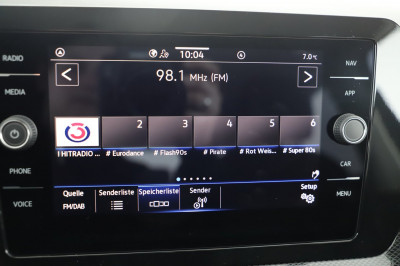 10:04
7.0°C
RADIO
NAV
98.1 MHz (FM)
MEDIA
APP
3
2
3
4
5
6
I HITRADIO ...
# Eurodance
# Flash90s
# Pirate
# Rot Weis...
# Super 80s
PHONE
CAR
Quelle
Senderliste
Speicherliste
Sender
Setup
FM/DAB
VOICE
MENU